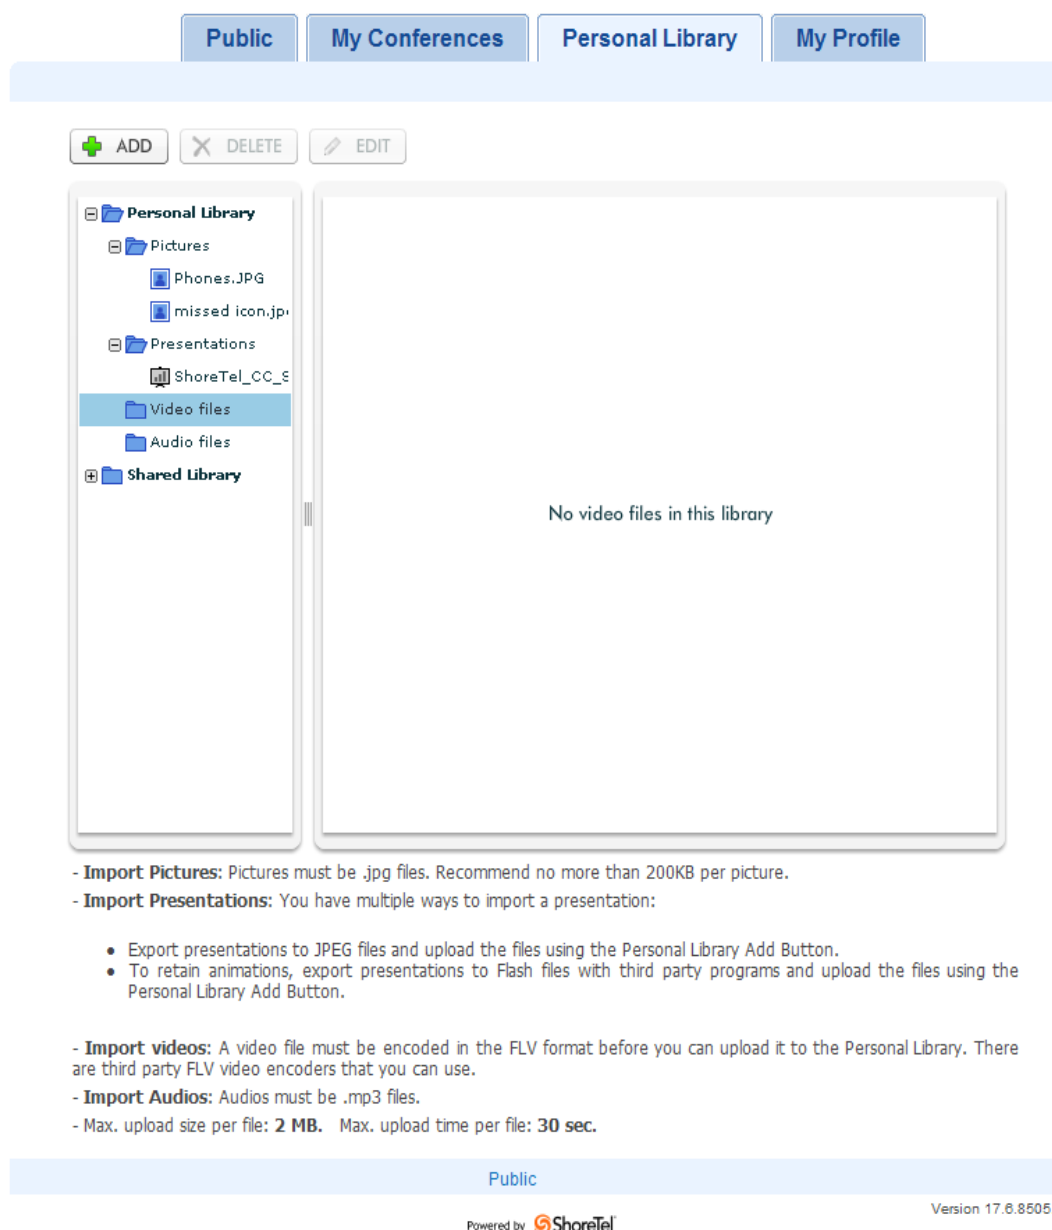 Public My Conferences Personal Library My Profile
ADD DELETE EDIT
Personal Library
Pictures
Phones.JPG
missed icon.jp
Presentations
ShoreTel_CC_S
Video files
Audio files
Shared Library
No video files in this library
- Import Pictures: Pictures must be .jpg files. Recommend no more than 200KB per picture.
- Import Presentations: You have multiple ways to import a presentation:
● Export presentations to JPEG files and upload the files using the Personal Library Add Button.
● To retain animations, export presentations to Flash files with third party programs and upload the files using the
Personal Library Add Button.
- Import videos: A video file must be encoded in the FLV format before you can upload it to the Personal Library. There
are third party FLV video encoders that you can use.
- Import Audios: Audios must be .mp3 files.
- Max. upload size per file: 2 MB. Max. upload time per file: 30 sec.
Public
Version 17.6.8505
Powered by ShoreTel